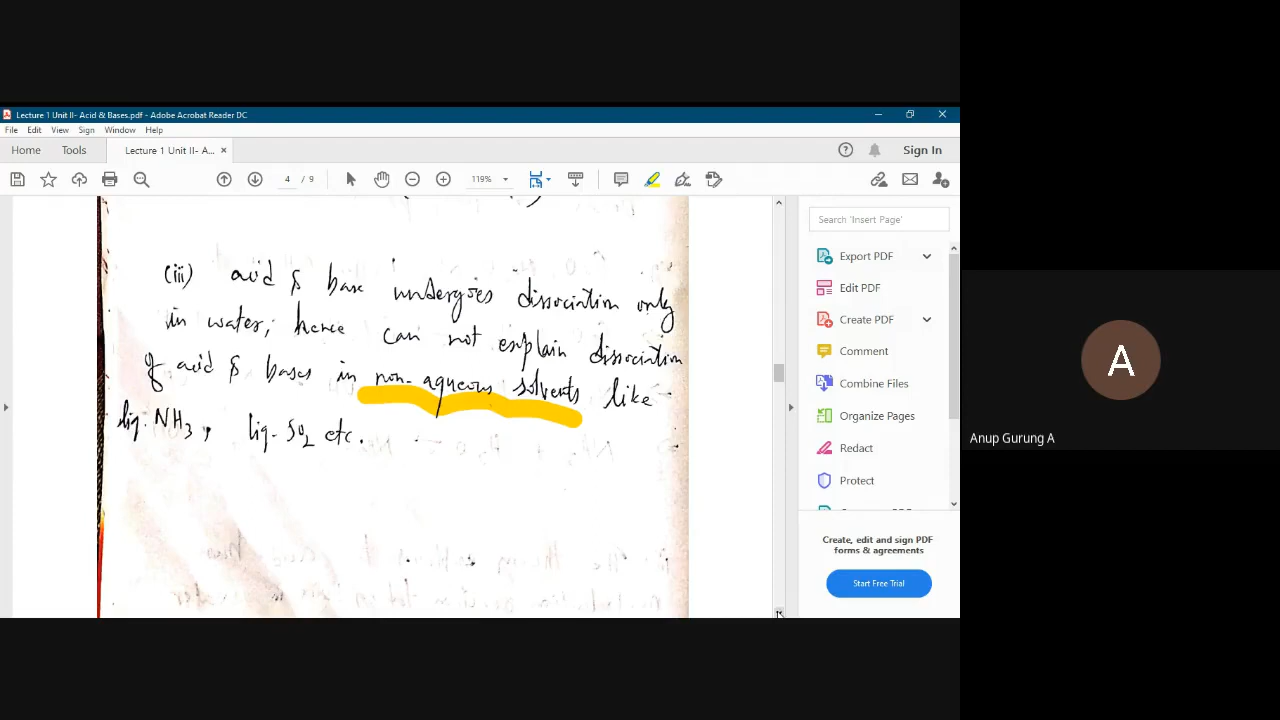 Lecture 1 Unit II- Acid & Bases.pdf - Adobe Acrobat Reader DC
File Edit View Sign Window Help
Home Tools Lecture 1 Unit II- A... × Sign In
4 / 9 119%
(iii) acid & base undergoes dissociation only
in water, hence can not explain dissociation
of acid & bases in non-aqueous solvents like
liq. NH3, liq. SO2 etc.
Search 'Insert Page'
Export PDF
Edit PDF
Create PDF
Comment
Combine Files
Organize Pages
Redact
Protect
Create, edit and sign PDF
forms & agreements
Start Free Trial
A
Anup Gurung A